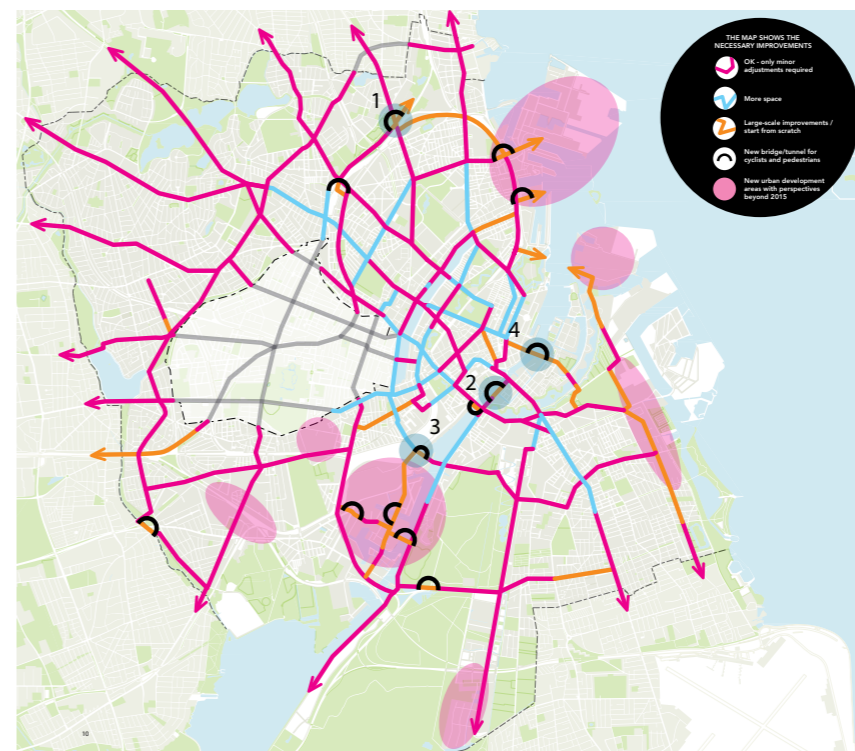 THE MAP SHOWS THE
NECESSARY IMPROVEMENTS
OK - only minor
adjustments required
More space
Large-scale improvements /
start from scratch
New bridge/tunnel for
cyclists and pedestrians
New urban development
areas with perspectives
beyond 2015
1
4
2
3
10